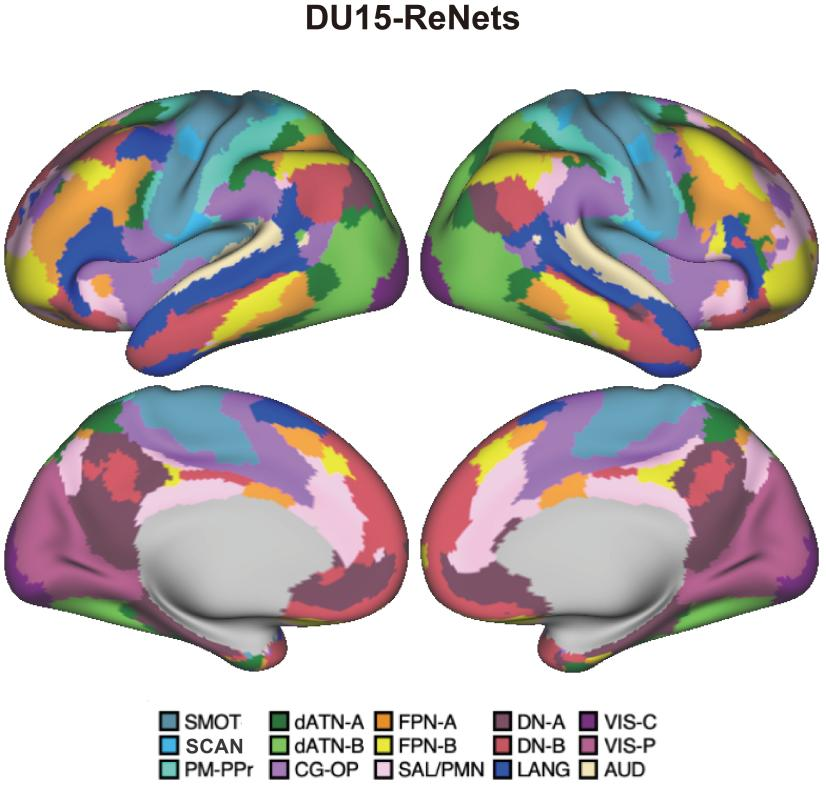 DU15-ReNets
SMOT dATN-A FPN-A DN-A VIS-C
SCAN dATN-B FPN-B DN-B VIS-P
PM-PPr CG-OP SAL/PMN LANG AUD